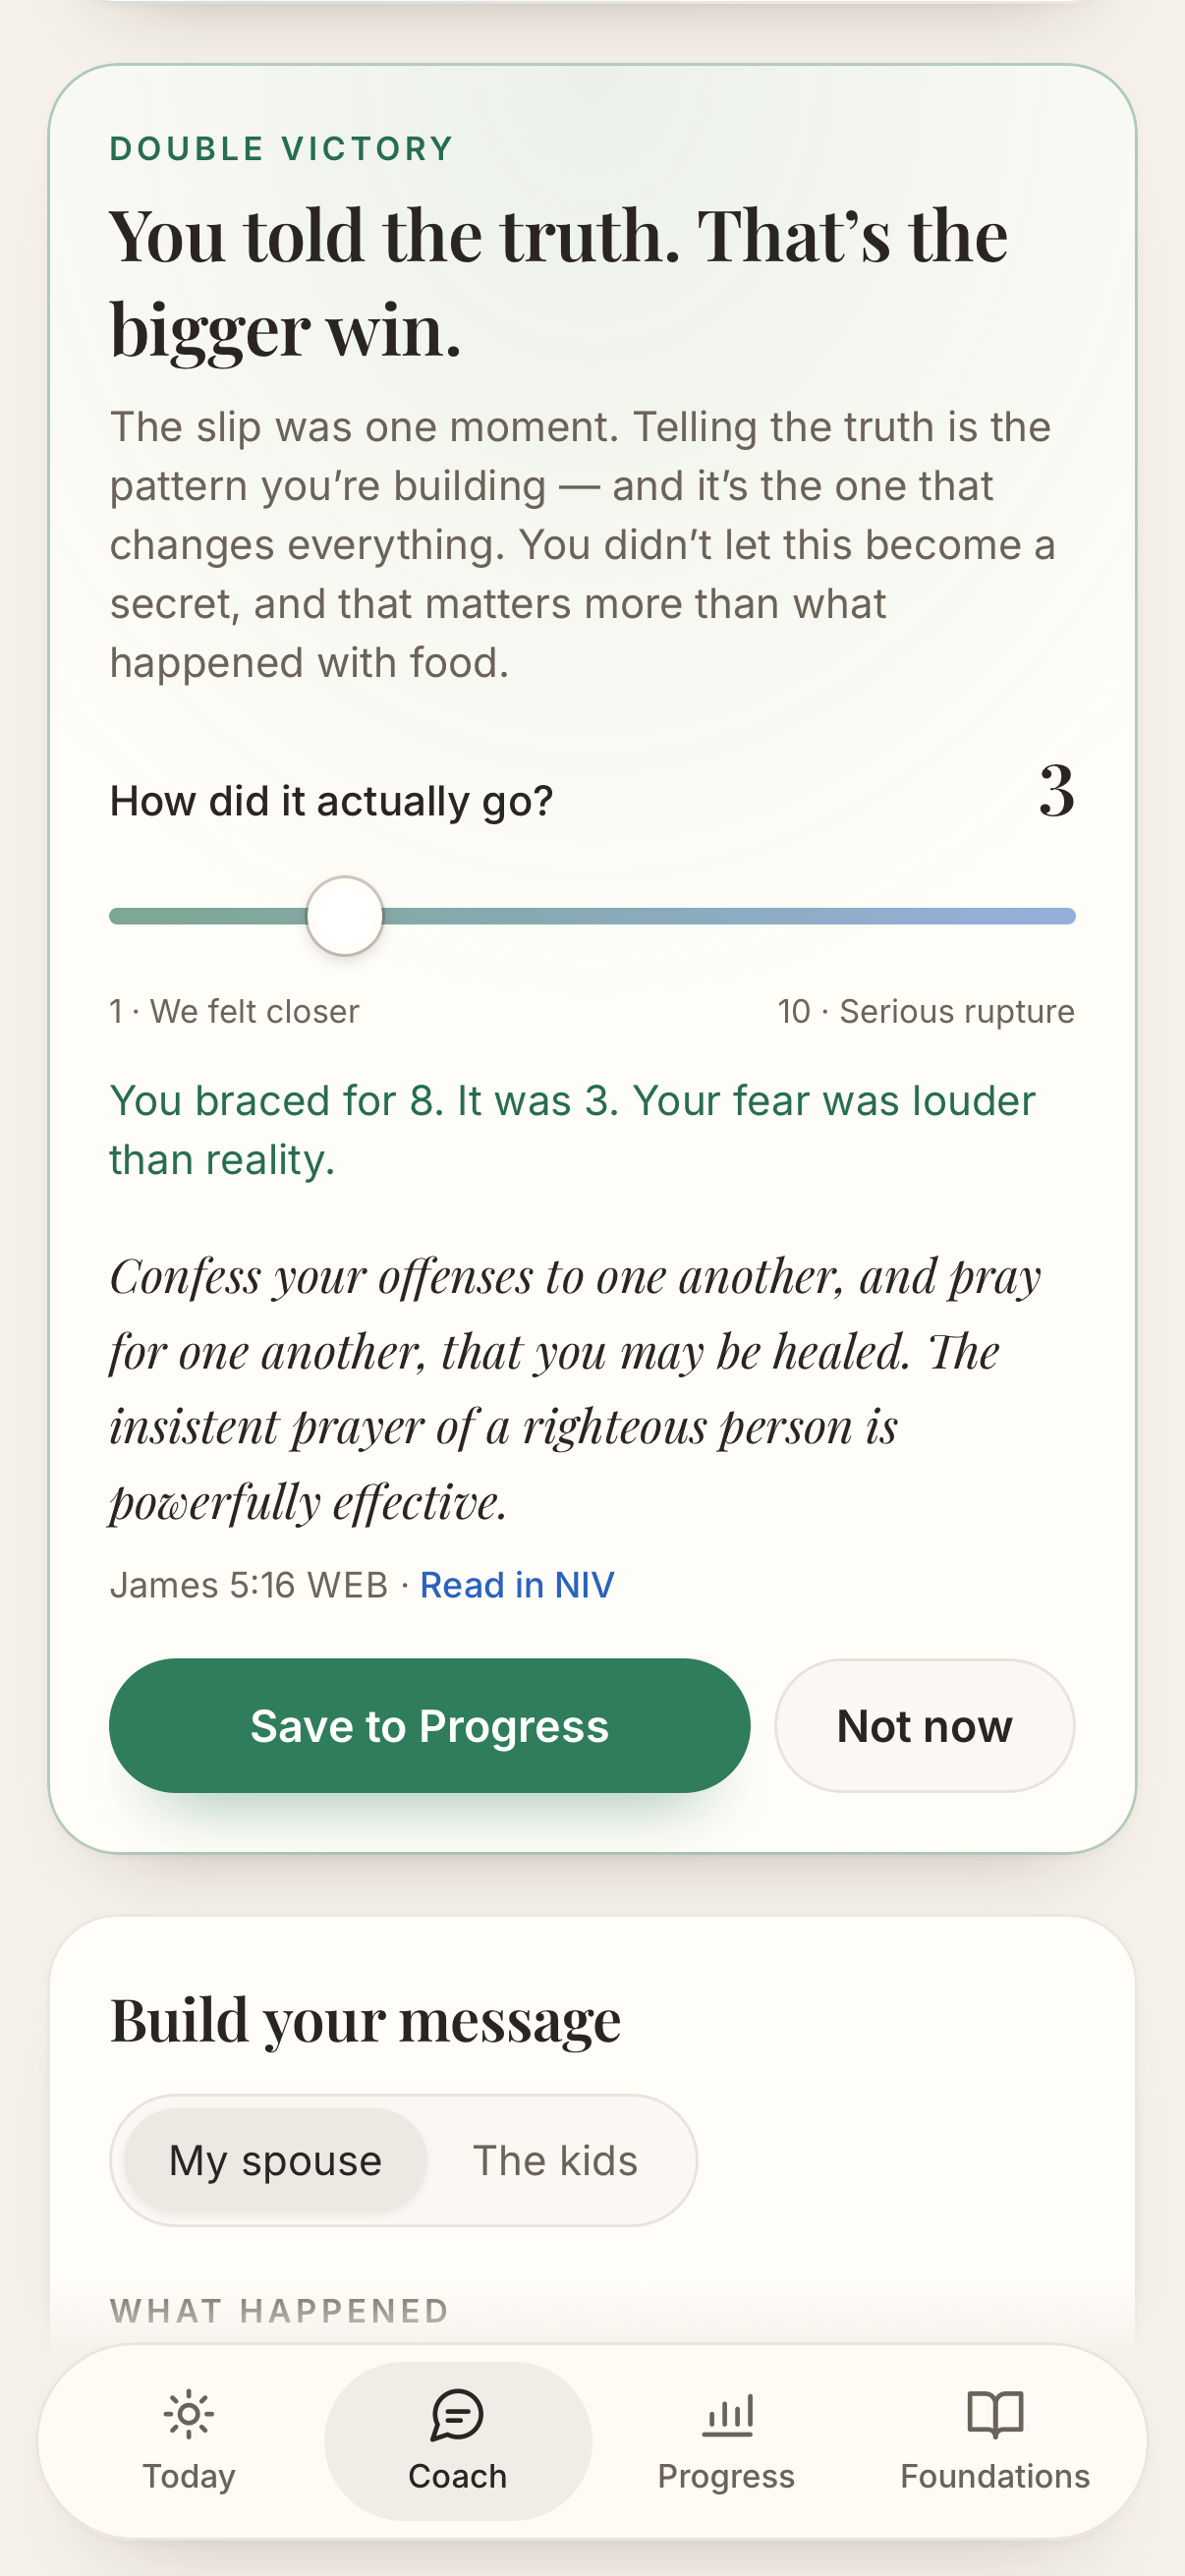 DOUBLE VICTORY
You told the truth. That’s the
bigger win.
The slip was one moment. Telling the truth is the
pattern you’re building — and it’s the one that
changes everything. You didn’t let this become a
secret, and that matters more than what
happened with food.
How did it actually go? 3
1 · We felt closer 10 · Serious rupture
You braced for 8. It was 3. Your fear was louder
than reality.
Confess your offenses to one another, and pray
for one another, that you may be healed. The
insistent prayer of a righteous person is
powerfully effective.
James 5:16 WEB · Read in NIV
Save to Progress Not now
Build your message
My spouse The kids
WHAT HAPPENED
Today Coach Progress Foundations